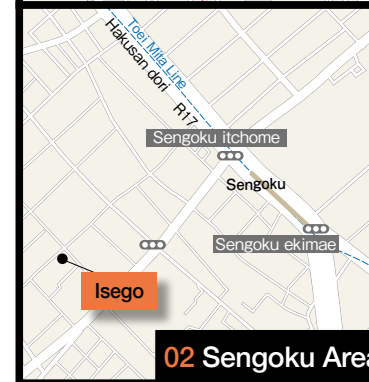 Toei Mita Line
Hakusan dori
R17
Sengoku itchome
Sengoku
Sengoku ekimae
Isego
02 Sengoku Area